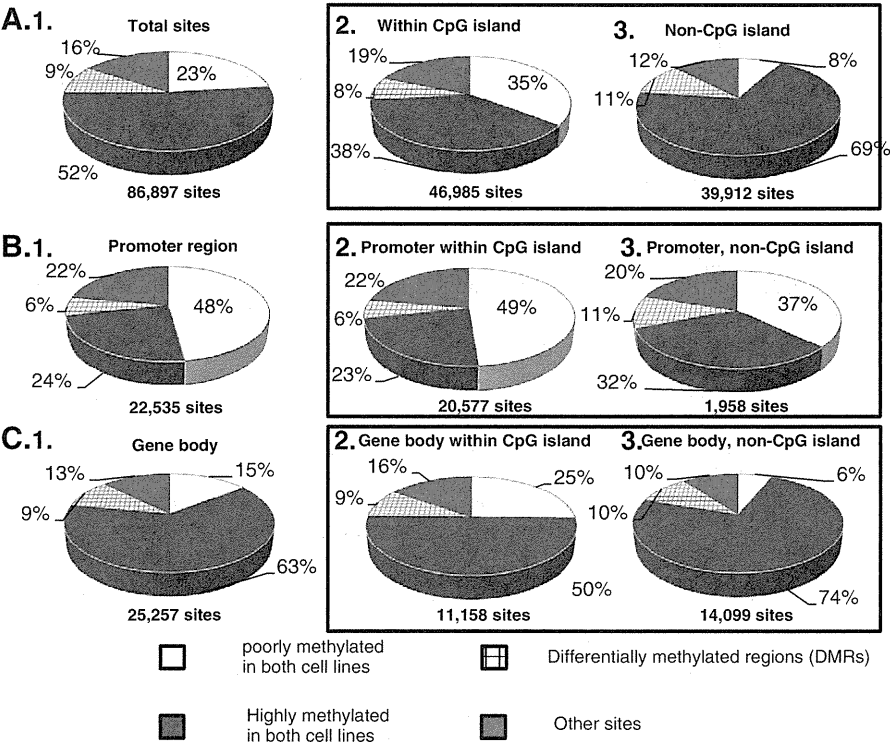 A.1. Total sites
16%
9%
23%
52%
86,897 sites
2. Within CpG island
19%
8%
35%
38%
46,985 sites
3. Non-CpG island
12%
8%
11%
69%
39,912 sites
B.1. Promoter region
22%
6%
48%
24%
22,535 sites
2. Promoter within CpG island
22%
6%
49%
23%
20,577 sites
3. Promoter, non-CpG island
20%
11%
37%
32%
1,958 sites
C.1. Gene body
13%
15%
9%
63%
25,257 sites
2. Gene body within CpG island
16%
25%
9%
50%
11,158 sites
3. Gene body, non-CpG island
10%
6%
10%
74%
14,099 sites
poorly methylated
in both cell lines
Differentially methylated regions (DMRs)
Highly methylated
in both cell lines
Other sites